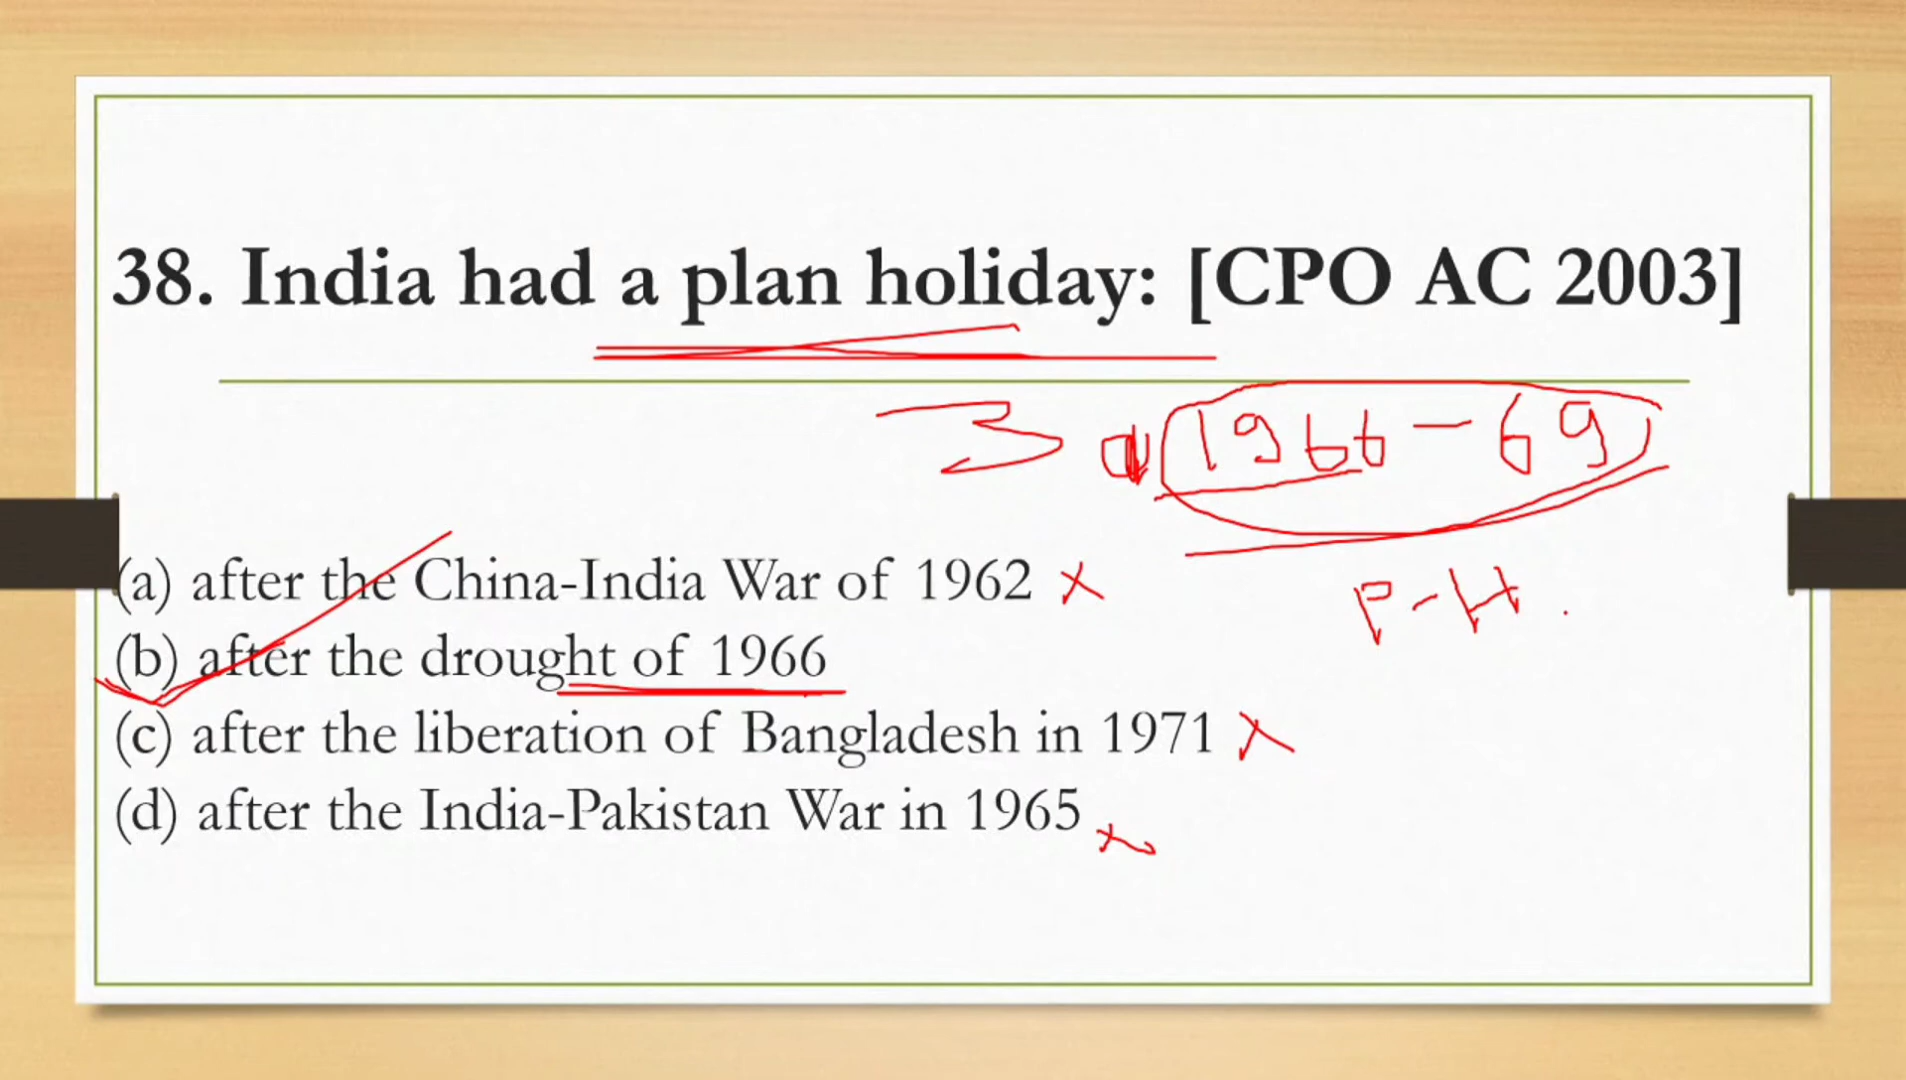 38. India had a plan holiday: [CPO AC 2003]
3 1966-69
P-H.
(a) after the China-India War of 1962 x
(b) after the drought of 1966
(c) after the liberation of Bangladesh in 1971 x
(d) after the India-Pakistan War in 1965 x